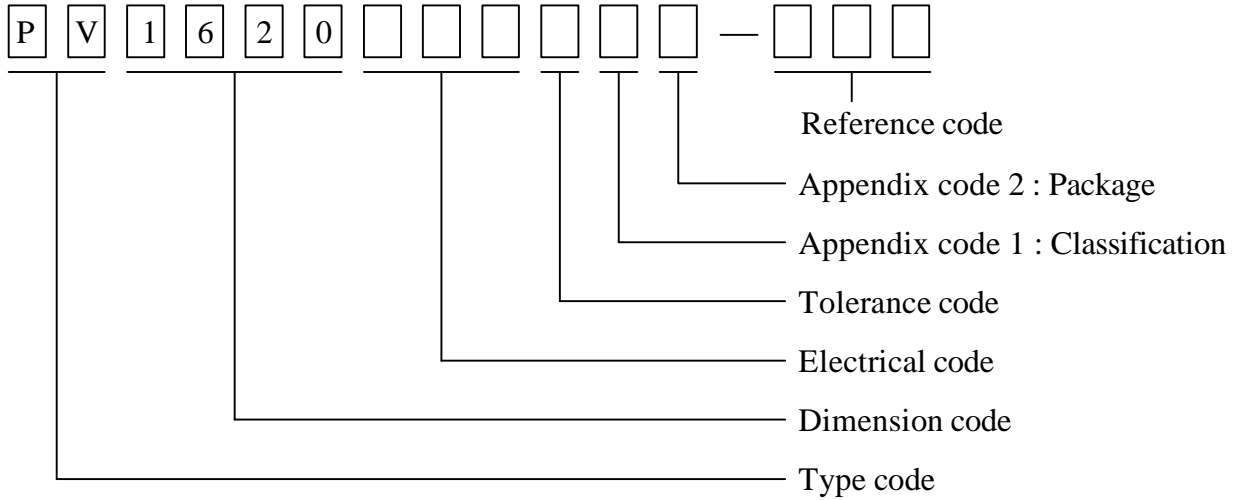 P V 1 6 2 0 —
Reference code
Appendix code 2 : Package
Appendix code 1 : Classification
Tolerance code
Electrical code
Dimension code
Type code